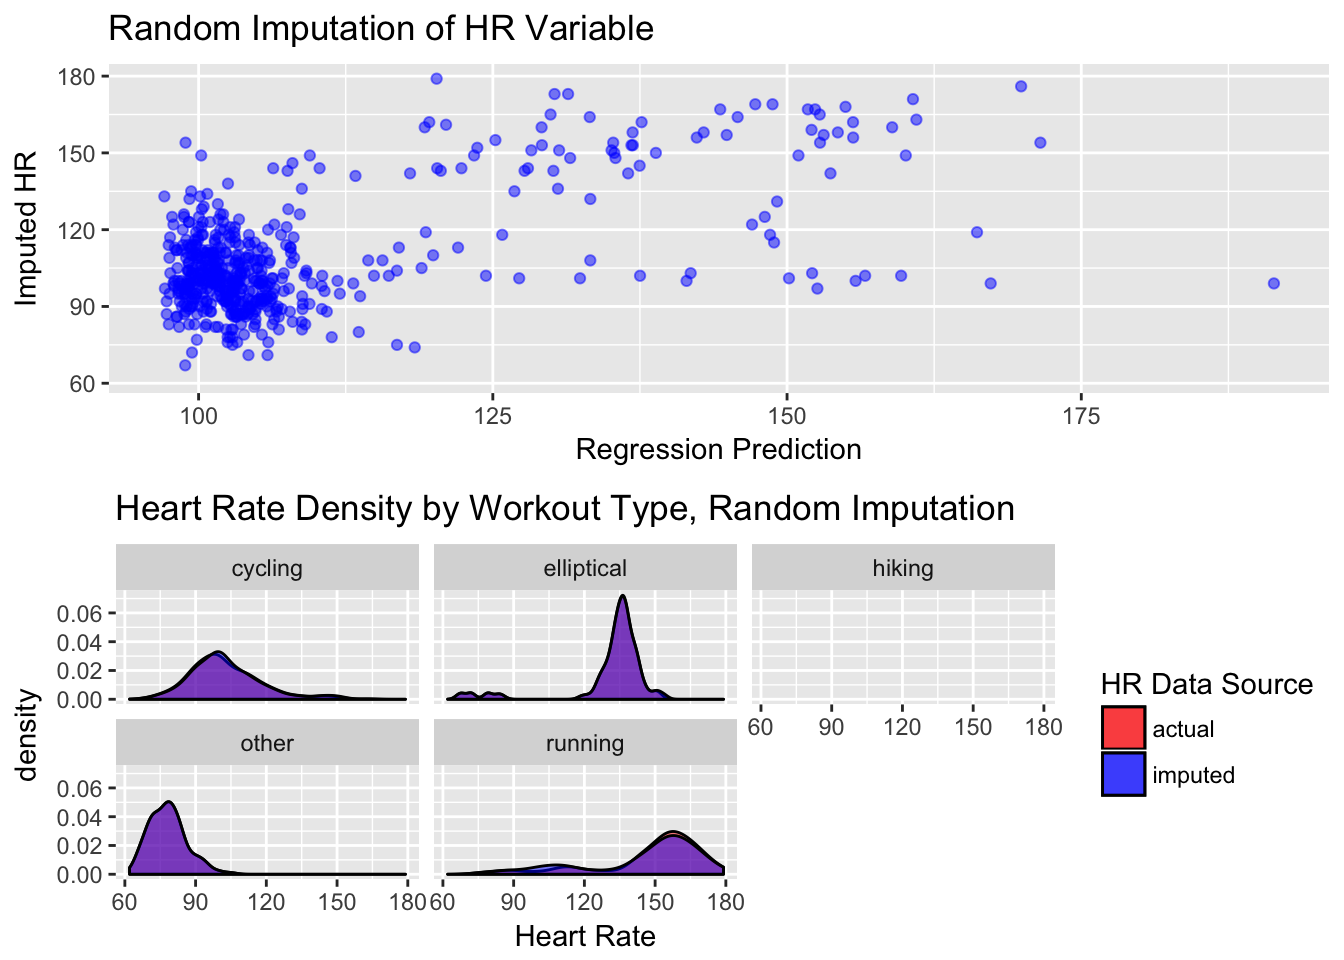 Random Imputation of HR Variable
180
150
120
90
60
Imputed HR
100 125 150 175
Regression Prediction
Heart Rate Density by Workout Type, Random Imputation
cycling elliptical hiking
0.06
0.04
0.02
0.00
60 90 120 150 180
density
other running
0.06
0.04
0.02
0.00
60 90 120 150 180 60 90 120 150 180
Heart Rate
HR Data Source
actual
imputed